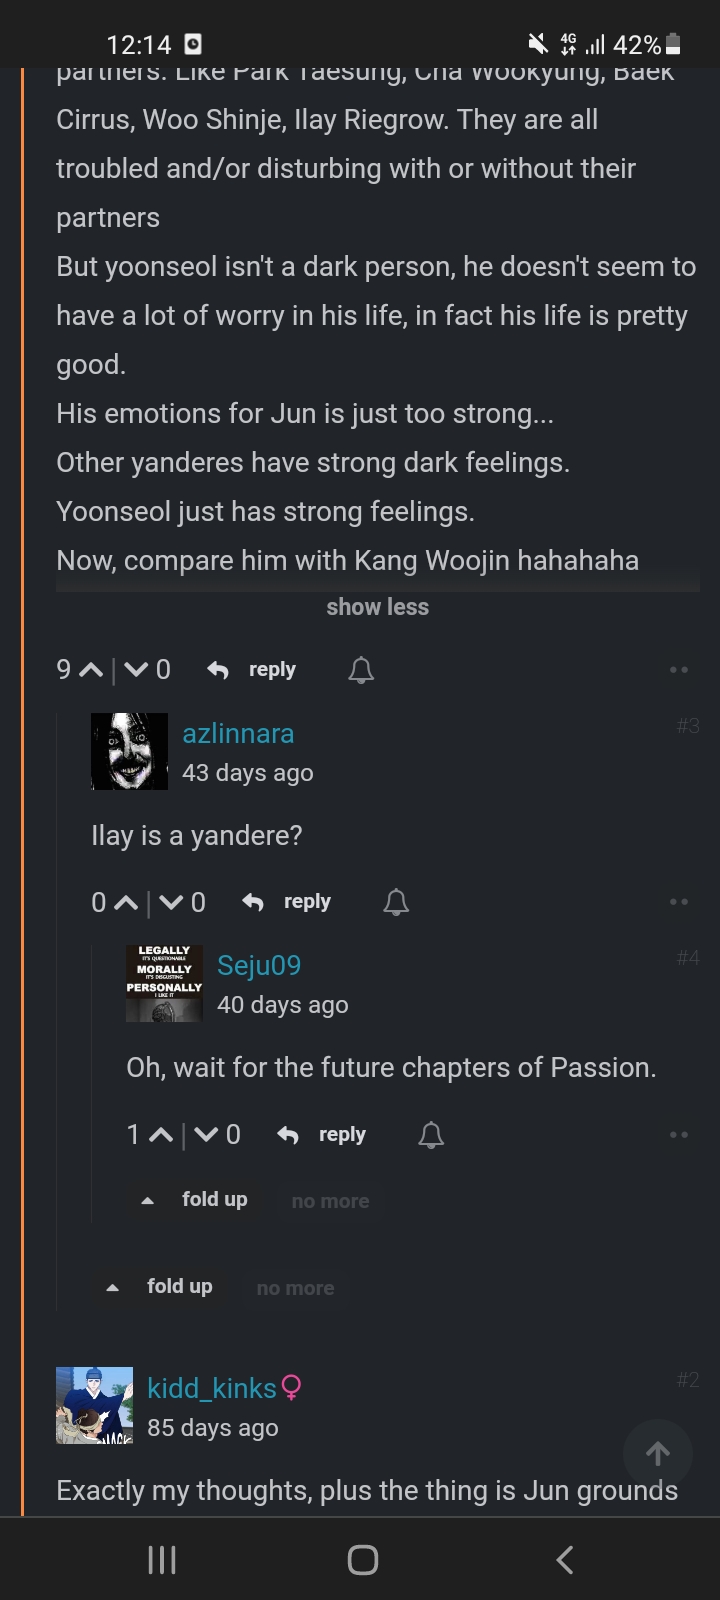 12:14 4G 42%
partners. Like Park Taesung, Cha Wookyung, Baek
Cirrus, Woo Shinje, Ilay Riegrow. They are all
troubled and/or disturbing with or without their
partners
But yoonseol isn't a dark person, he doesn't seem to
have a lot of worry in his life, in fact his life is pretty
good.
His emotions for Jun is just too strong...
Other yanderes have strong dark feelings.
Yoonseol just has strong feelings.
Now, compare him with Kang Woojin hahahaha
show less
9 | 0 reply
azlinnara #3
43 days ago
Ilay is a yandere?
0 | 0 reply
LEGALLY
IT'S QUESTIONABLE
MORALLY
IT'S DISGUSTING
PERSONALLY
I LIKE IT
Seju09 #4
40 days ago
Oh, wait for the future chapters of Passion.
1 | 0 reply
fold up no more
fold up no more
kidd_kinks #2
85 days ago
Exactly my thoughts, plus the thing is Jun grounds